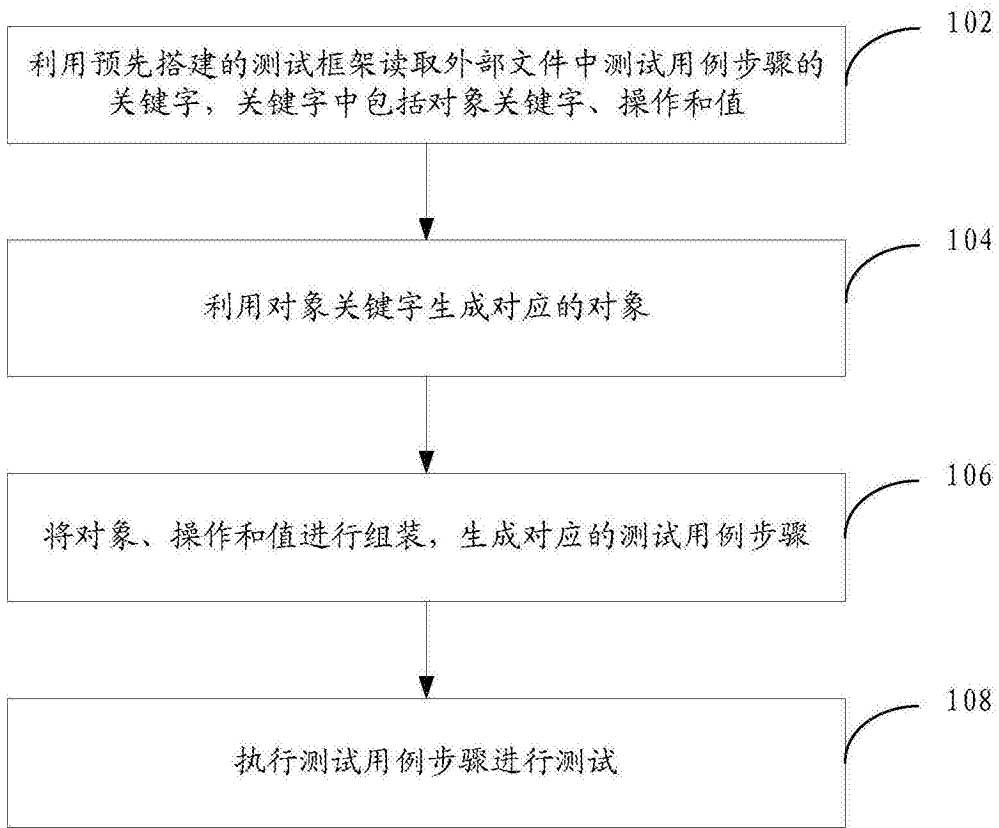 102
利用预先搭建的测试框架读取外部文件中测试用例步骤的
关键字，关键字中包括对象关键字、操作和值
104
利用对象关键字生成对应的对象
106
将对象、操作和值进行组装，生成对应的测试用例步骤
108
执行测试用例步骤进行测试